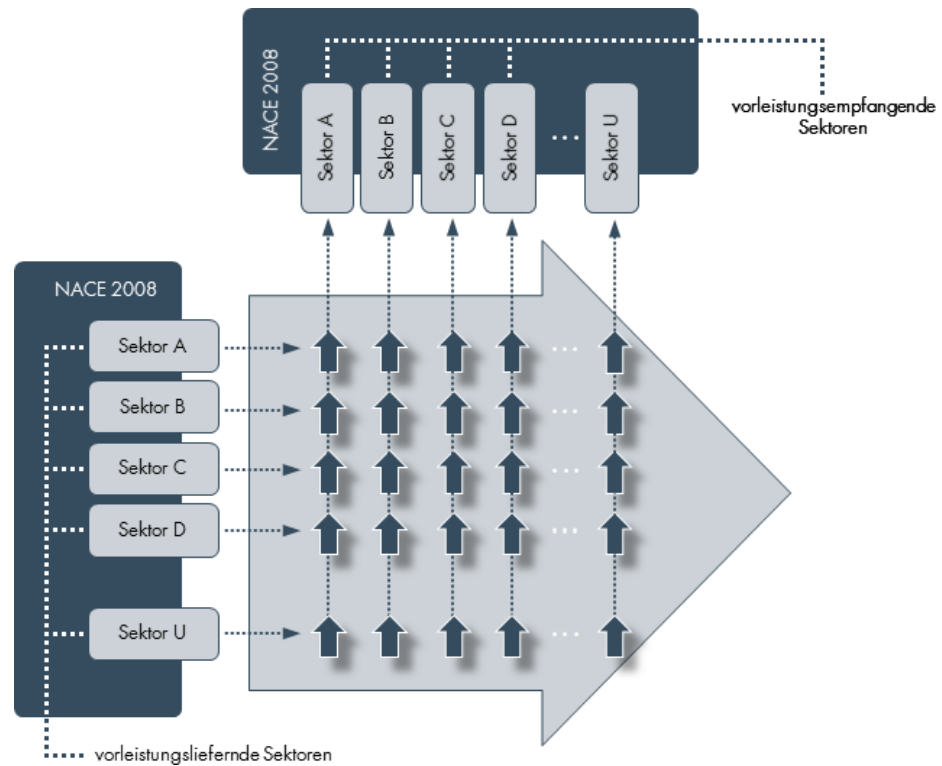 NACE 2008
Sektor A
Sektor B
Sektor C
Sektor D
...
Sektor U
vorleistungsempfangende
Sektoren
NACE 2008
Sektor A
Sektor B
Sektor C
Sektor D
Sektor U
...
...
...
...
...
vorleistungsliefernde Sektoren